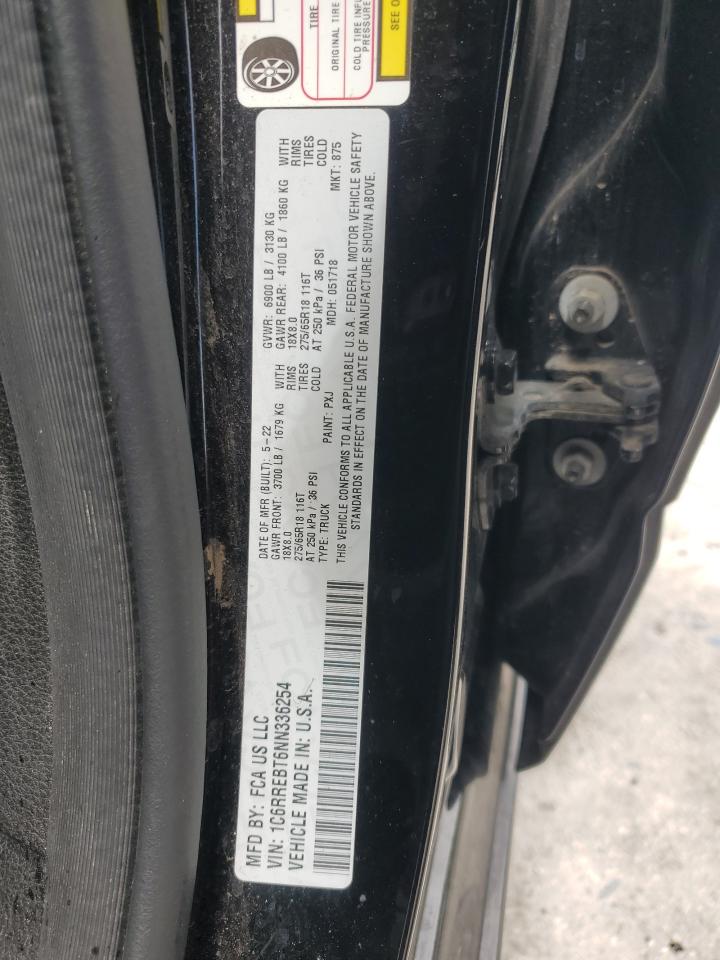 TIRE
ORIGINAL TIRE
COLD TIRE
PRESSURE
SEE
MFD BY: FCA US LLC
VIN: 1C6RREBT6NN336254
VEHICLE MADE IN: U.S.A.
DATE OF MFR (BUILT): 5-22 GVWR: 6900 LB / 3130 KG
GAWR FRONT: 3700 LB / 1679 KG WITH GAWR REAR: 4100 LB / 1860 KG WITH
18X8.0 RIMS 18X8.0 RIMS
275/65R18 116T TIRES 275/65R18 116T TIRES
AT 250 kPa / 36 PSI COLD AT 250 kPa / 36 PSI COLD
TYPE: TRUCK PAINT: PXJ MDH: 051718 MKT: 875
THIS VEHICLE CONFORMS TO ALL APPLICABLE U.S.A. FEDERAL MOTOR VEHICLE SAFETY
STANDARDS IN EFFECT ON THE DATE OF MANUFACTURE SHOWN ABOVE.